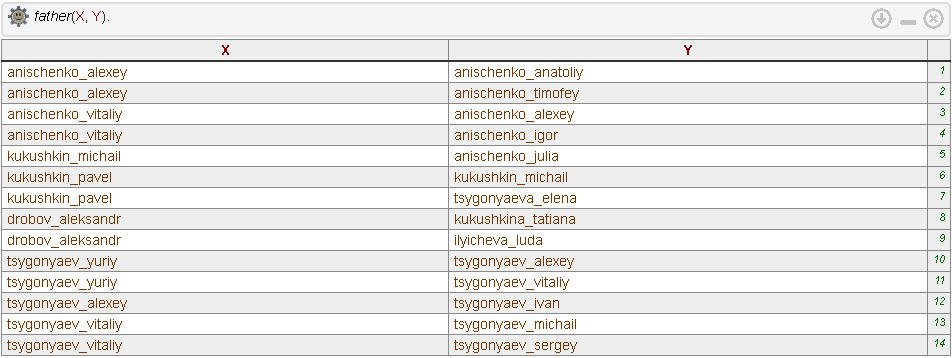 father(X, Y).
X Y
anischenko_alexey anischenko_anatoliy 1
anischenko_alexey anischenko_timofey 2
anischenko_vitaliy anischenko_alexey 3
anischenko_vitaliy anischenko_igor 4
kukushkin_michail anischenko_julia 5
kukushkin_pavel kukushkin_michail 6
kukushkin_pavel tsygonyaeva_elena 7
drobov_aleksandr kukushkina_tatiana 8
drobov_aleksandr ilyicheva_luda 9
tsygonyaev_yuriy tsygonyaev_alexey 10
tsygonyaev_yuriy tsygonyaev_vitaliy 11
tsygonyaev_alexey tsygonyaev_ivan 12
tsygonyaev_vitaliy tsygonyaev_michail 13
tsygonyaev_vitaliy tsygonyaev_sergey 14